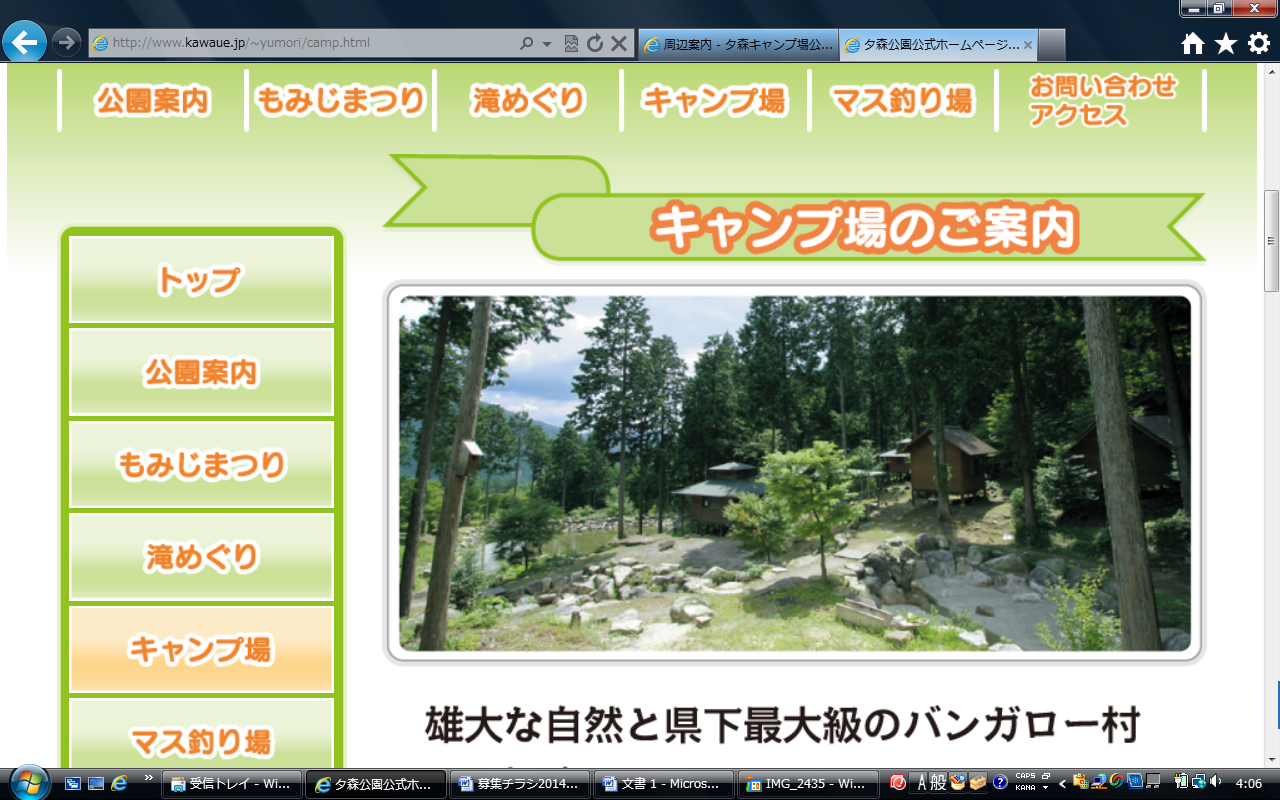 http://www.kawaue.jp/~yumori/camp.html
周辺案内 - 夕森キャンプ場公...
夕森公園公式ホームページ...
公園案内
もみじまつり
滝めぐり
キャンプ場
マス釣り場
お問い合わせ
アクセス
キャンプ場のご案内
トップ
公園案内
もみじまつり
滝めぐり
キャンプ場
マス釣り場
雄大な自然と県下最大級のバンガロー村
受信トレイ - Wi...
夕森公園公式ホ...
募集チラシ2014...
文書 1 - Micros...
IMG_2435 - Wi...
A 般
CAPS
KANA
4:06